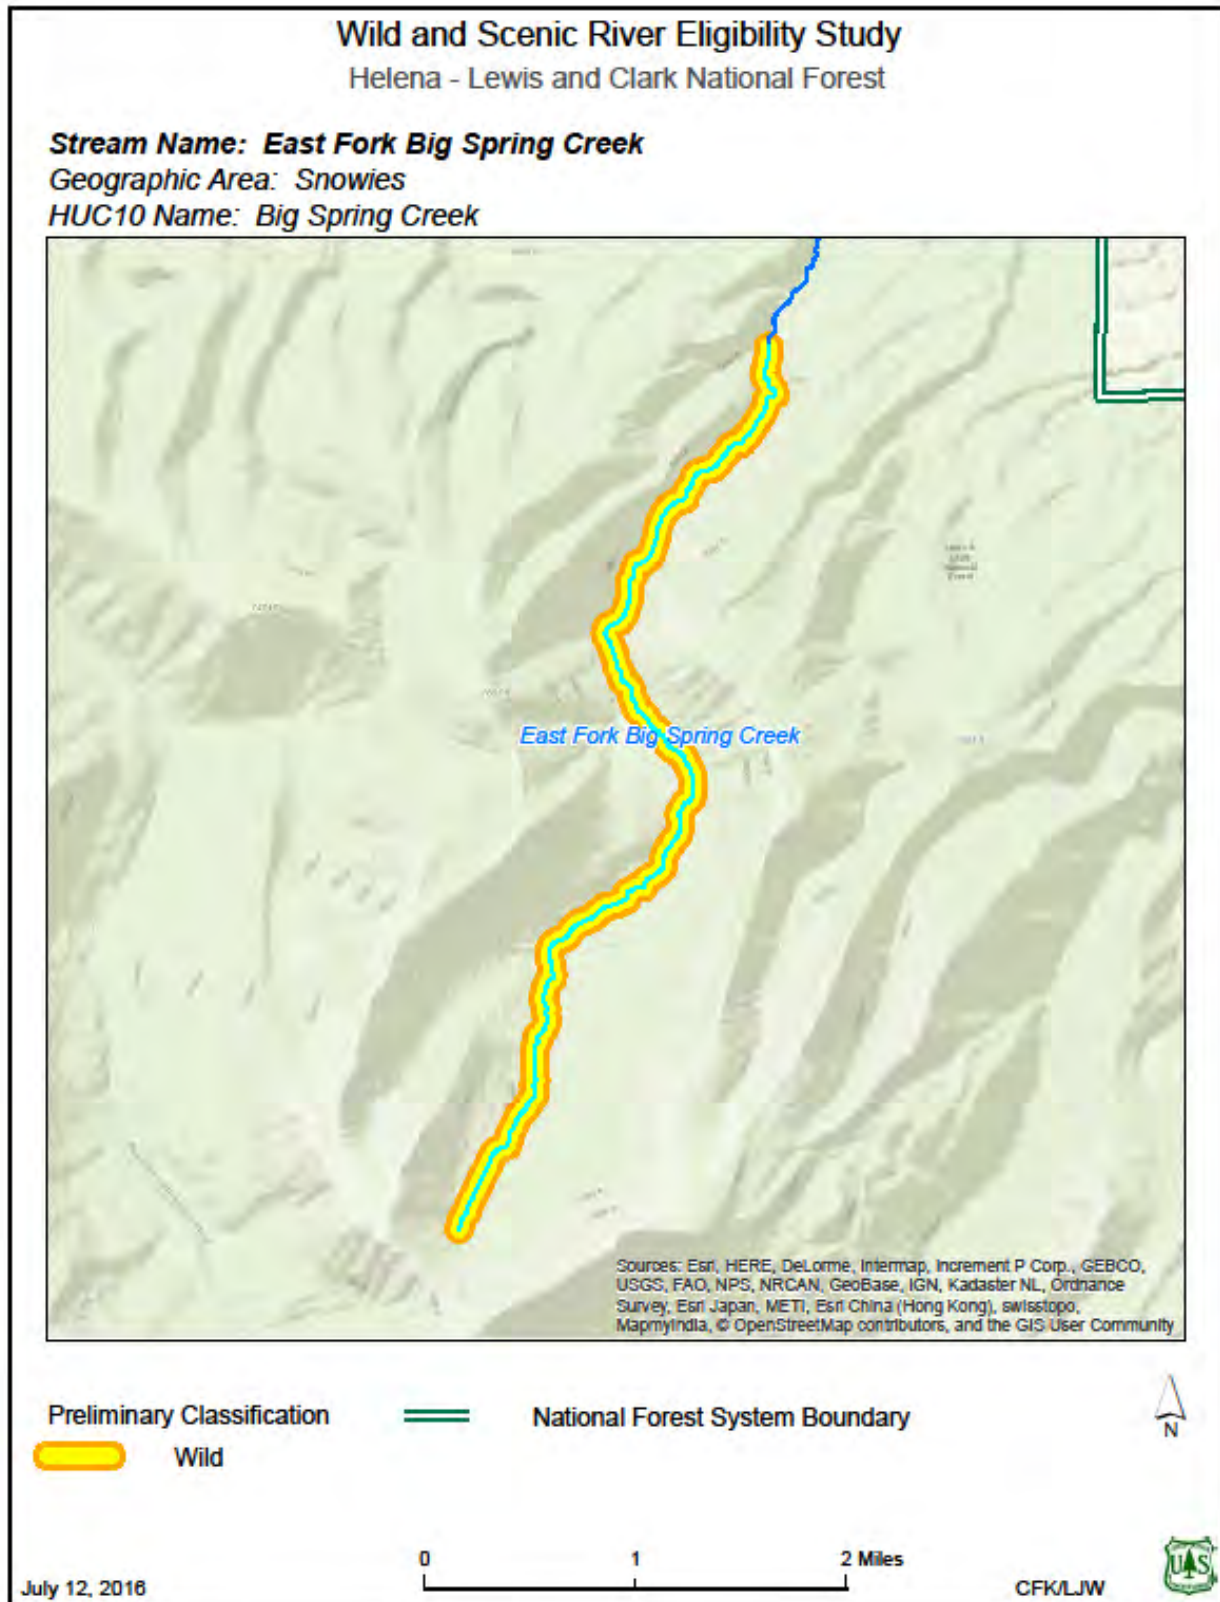 Wild and Scenic River Eligibility Study
Helena - Lewis and Clark National Forest
Stream Name: East Fork Big Spring Creek
Geographic Area: Snowies
HUC10 Name: Big Spring Creek
East Fork Big Spring Creek
Sources: Esri, HERE, DeLorme, Intermap, increment P Corp., GEBCO,
USGS, FAO, NPS, NRCAN, GeoBase, IGN, Kadaster NL, Ordnance
Survey, Esri Japan, METI, Esri China (Hong Kong), swisstopo,
MapmyIndia, © OpenStreetMap contributors, and the GIS User Community
Preliminary Classification
National Forest System Boundary
Wild
N
0 1 2 Miles
July 12, 2016
CFK/LJW
U S